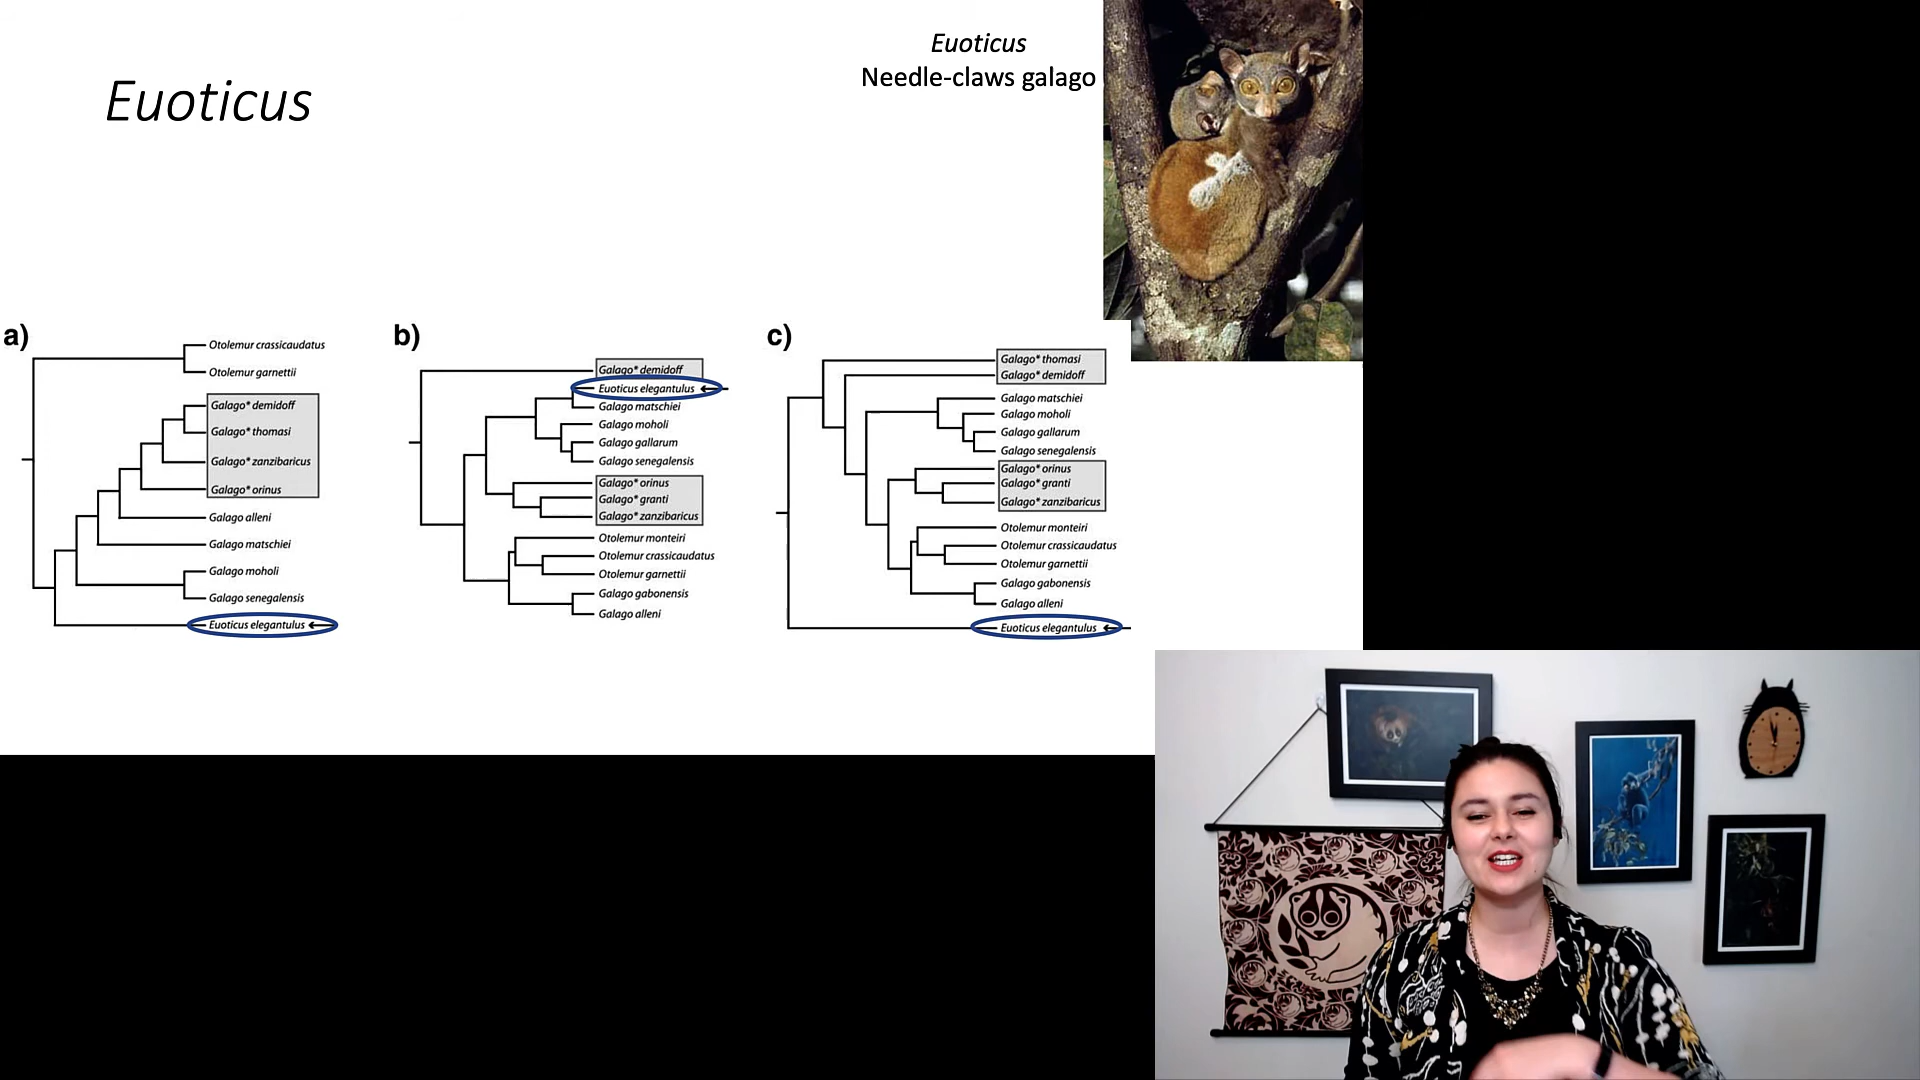 Euoticus
Euoticus
Needle-claws galago
a)
Otolemur crassicaudatus
Otolemur garnettii
Galago* demidoff
Galago* thomasi
Galago* zanzibaricus
Galago* orinus
Galago alleni
Galago matschiei
Galago moholi
Galago senegalensis
Euoticus elegantulus
b)
Galago* demidoff
Euoticus elegantulus
Galago matschiei
Galago moholi
Galago gallarum
Galago senegalensis
Galago* orinus
Galago* granti
Galago* zanzibaricus
Otolemur monteiri
Otolemur crassicaudatus
Otolemur garnettii
Galago gabonensis
Galago alleni
c)
Galago* thomasi
Galago* demidoff
Galago matschiei
Galago moholi
Galago gallarum
Galago senegalensis
Galago* orinus
Galago* granti
Galago* zanzibaricus
Otolemur monteiri
Otolemur crassicaudatus
Otolemur garnettii
Galago gabonensis
Galago alleni
Euoticus elegantulus